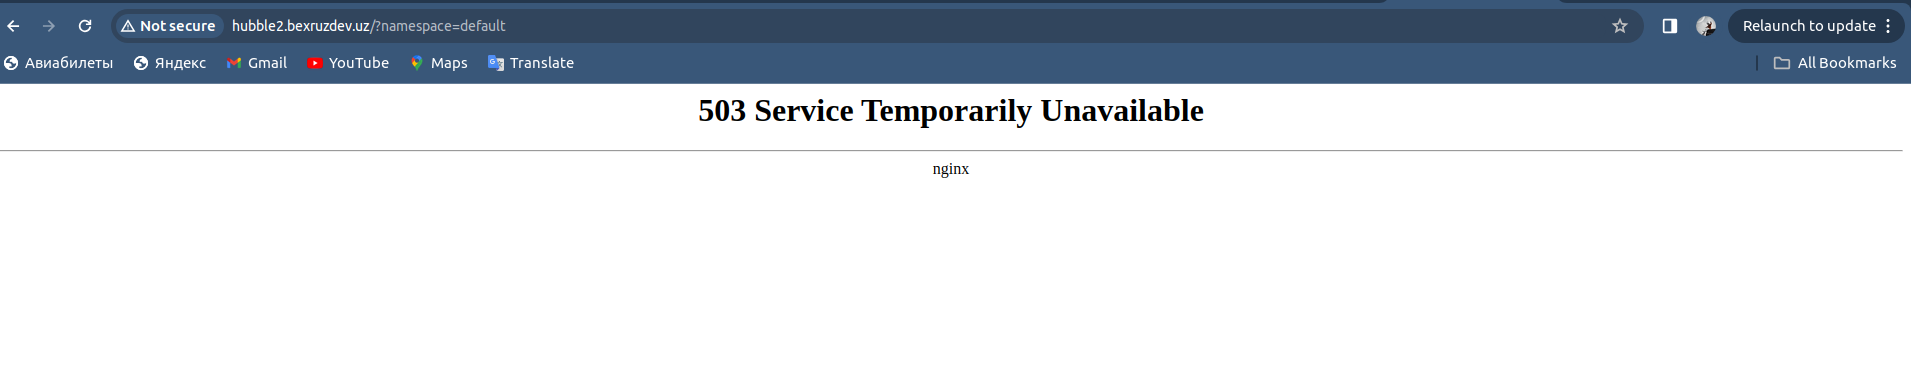 Not secure hubble2.bexruzdev.uz/?namespace=default Relaunch to update
Авиабилеты Яндекс Gmail YouTube Maps Translate All Bookmarks
503 Service Temporarily Unavailable
nginx